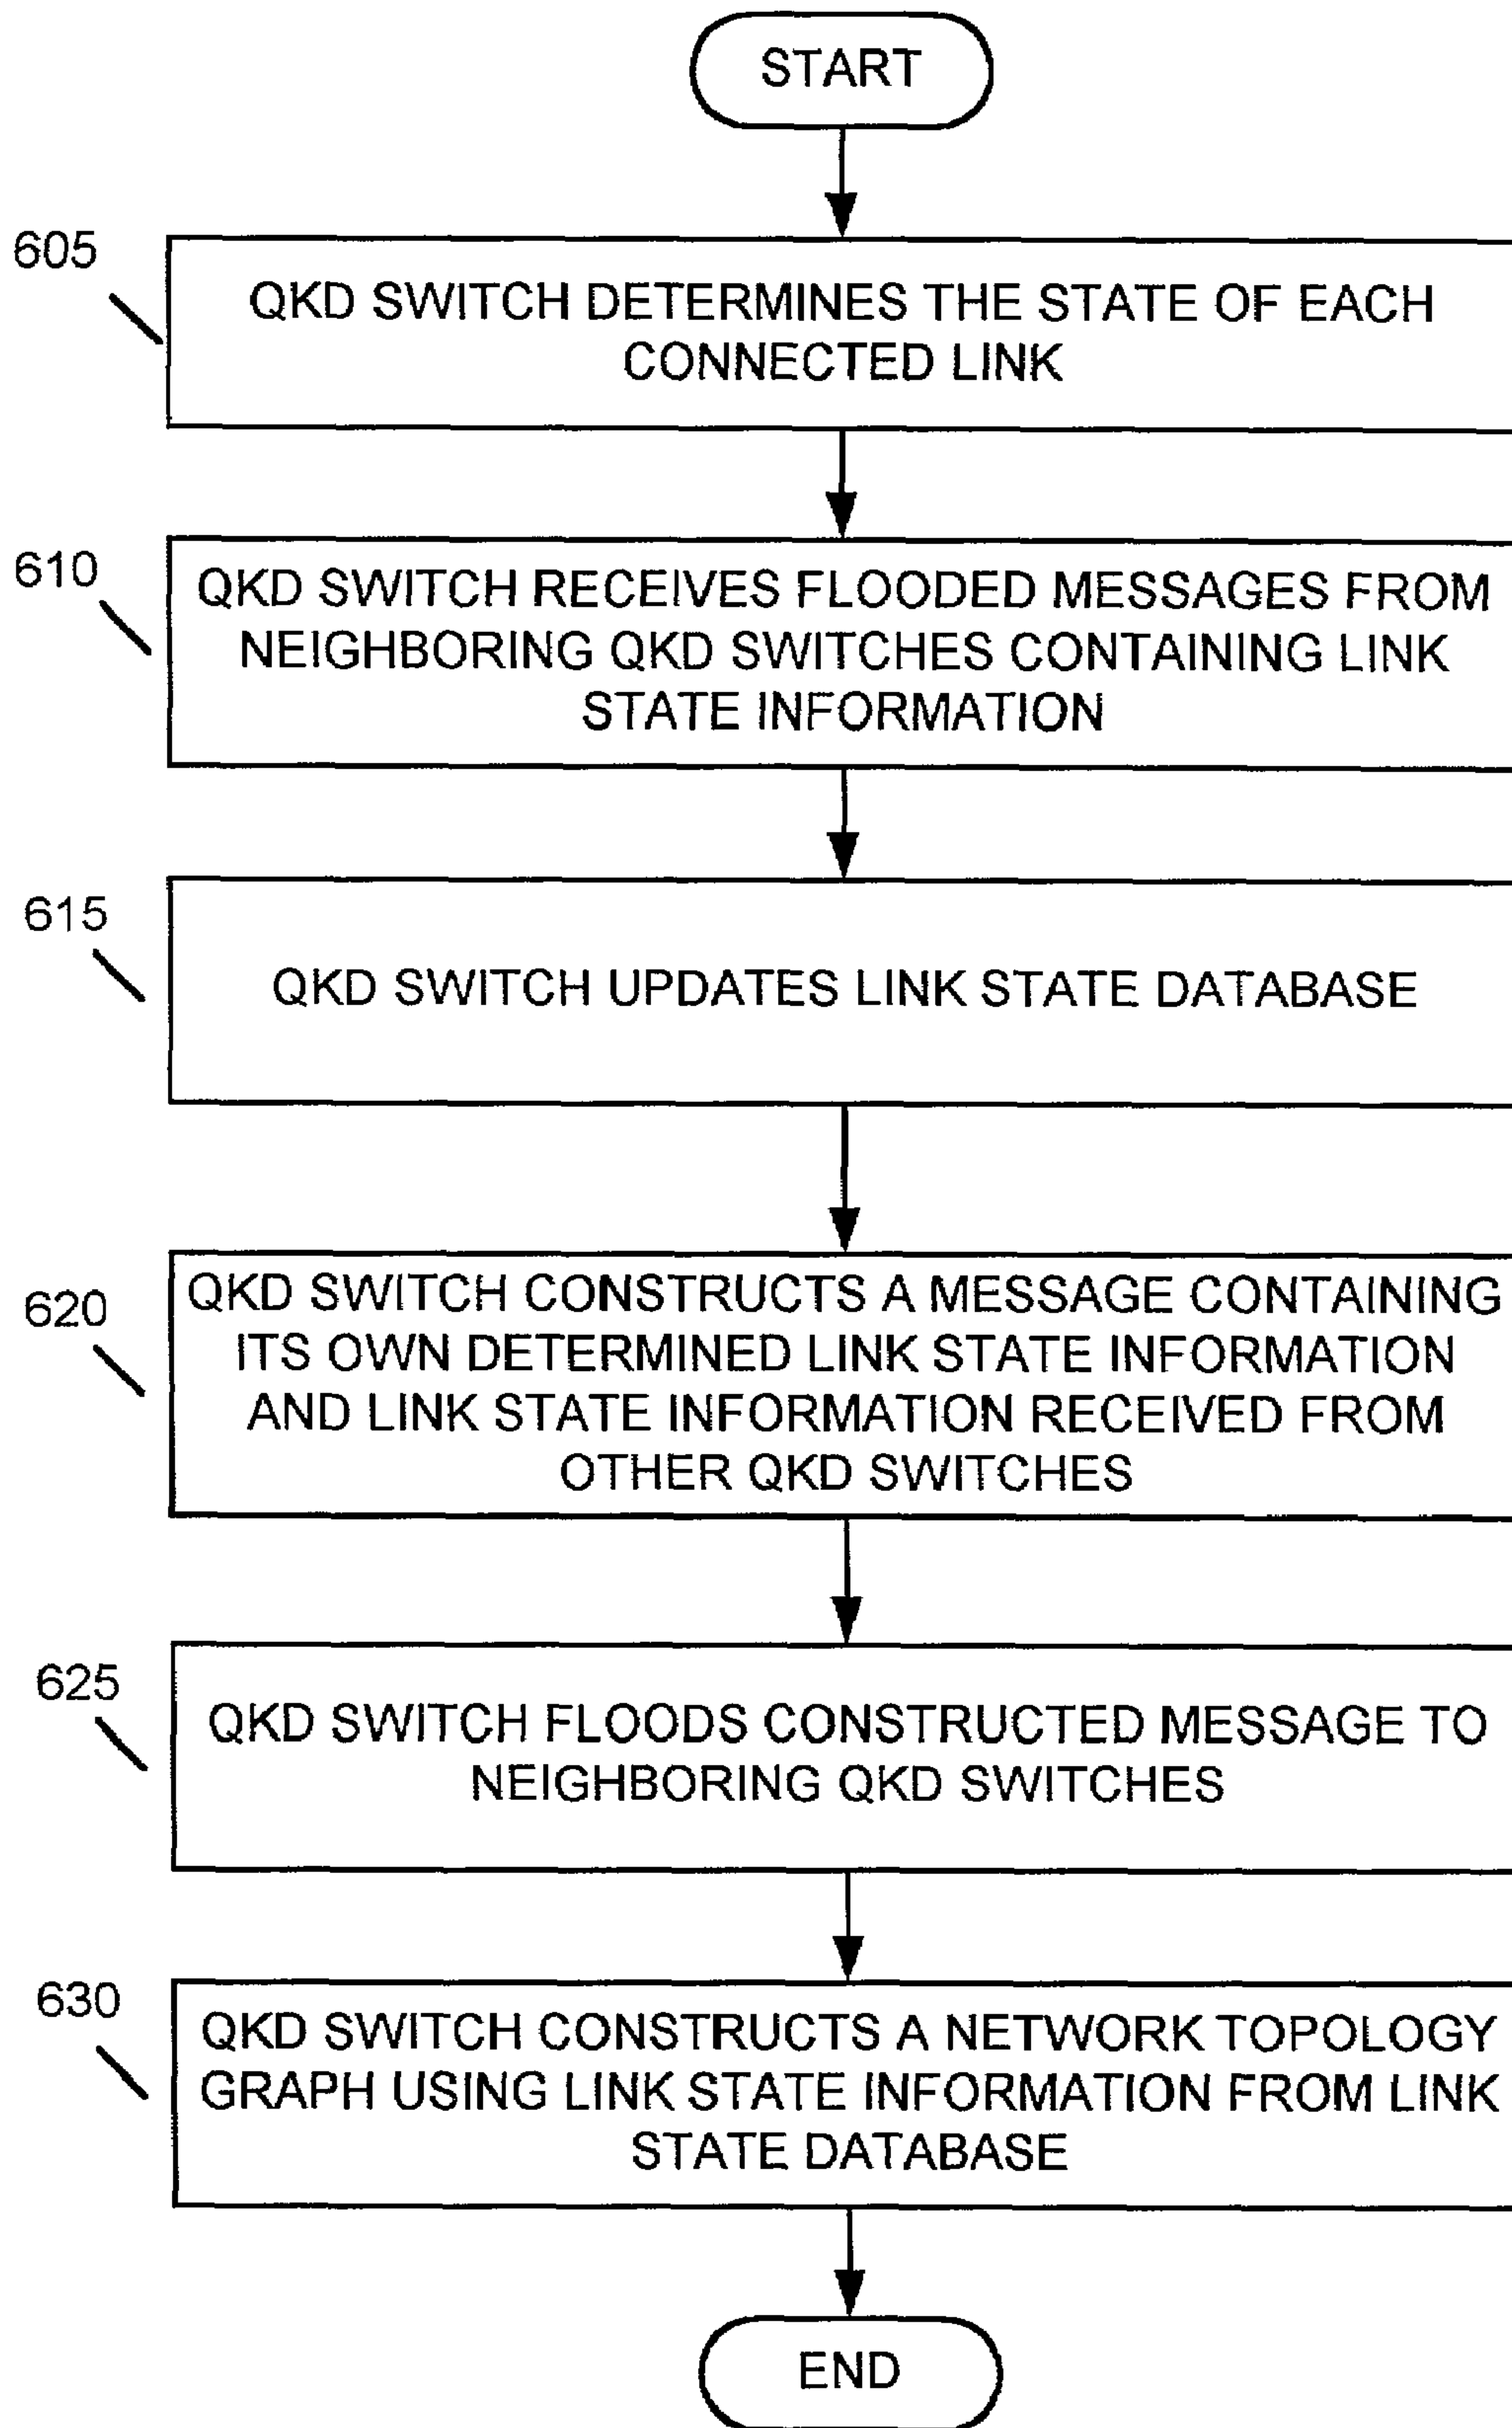 START
605
QKD SWITCH DETERMINES THE STATE OF EACH
CONNECTED LINK
610
QKD SWITCH RECEIVES FLOODED MESSAGES FROM
NEIGHBORING QKD SWITCHES CONTAINING LINK
STATE INFORMATION
615
QKD SWITCH UPDATES LINK STATE DATABASE
620
QKD SWITCH CONSTRUCTS A MESSAGE CONTAINING
ITS OWN DETERMINED LINK STATE INFORMATION
AND LINK STATE INFORMATION RECEIVED FROM
OTHER QKD SWITCHES
625
QKD SWITCH FLOODS CONSTRUCTED MESSAGE TO
NEIGHBORING QKD SWITCHES
630
QKD SWITCH CONSTRUCTS A NETWORK TOPOLOGY
GRAPH USING LINK STATE INFORMATION FROM LINK
STATE DATABASE
END